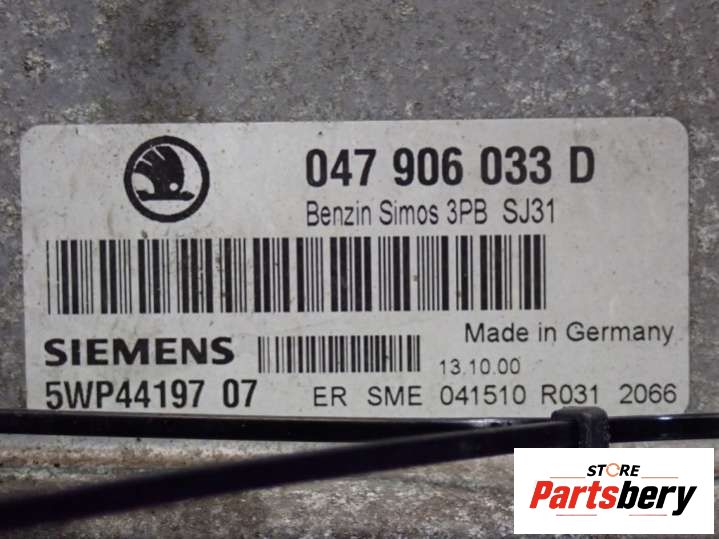 047 906 033 D
Benzin Simos 3PB SJ31
Made in Germany
SIEMENS
13.10.00
5WP44197 07
ER SME 041510 R031 2066
STORE
Partsbery